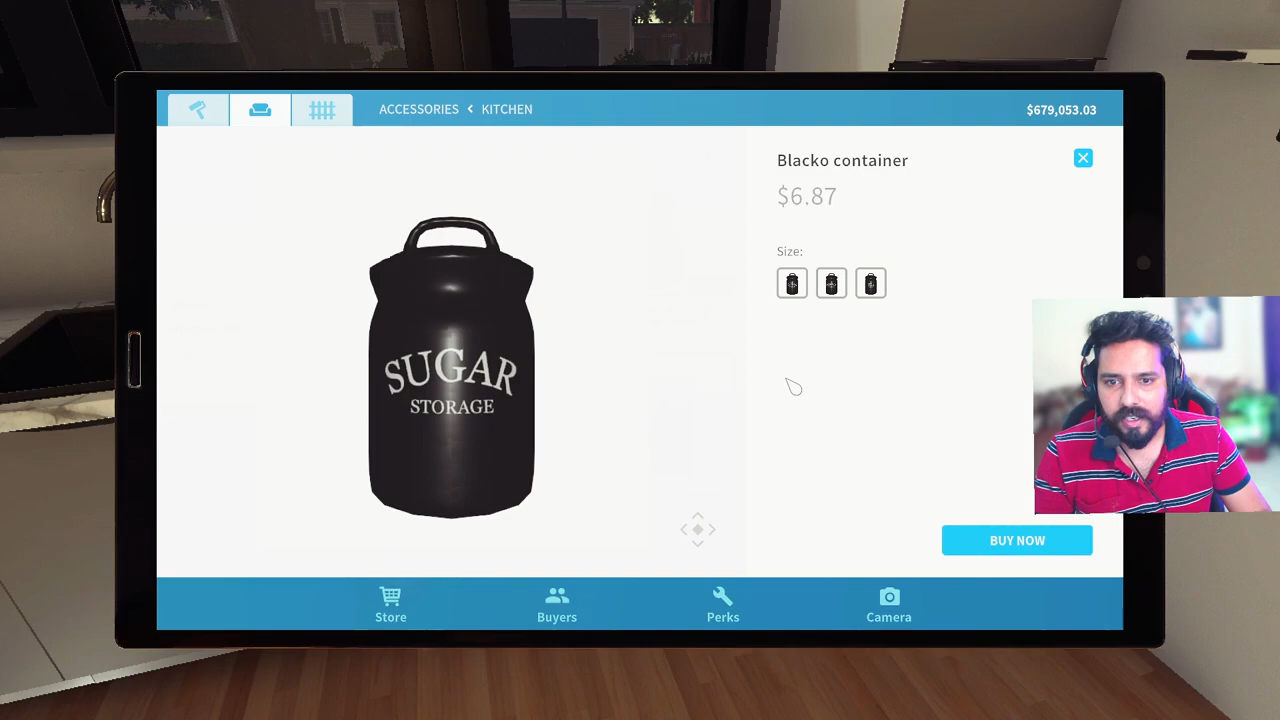 ACCESSORIES < KITCHEN
$679,053.03
Blacko container
$6.87
Size:
SUGAR
STORAGE
BUY NOW
Store
Buyers
Perks
Camera